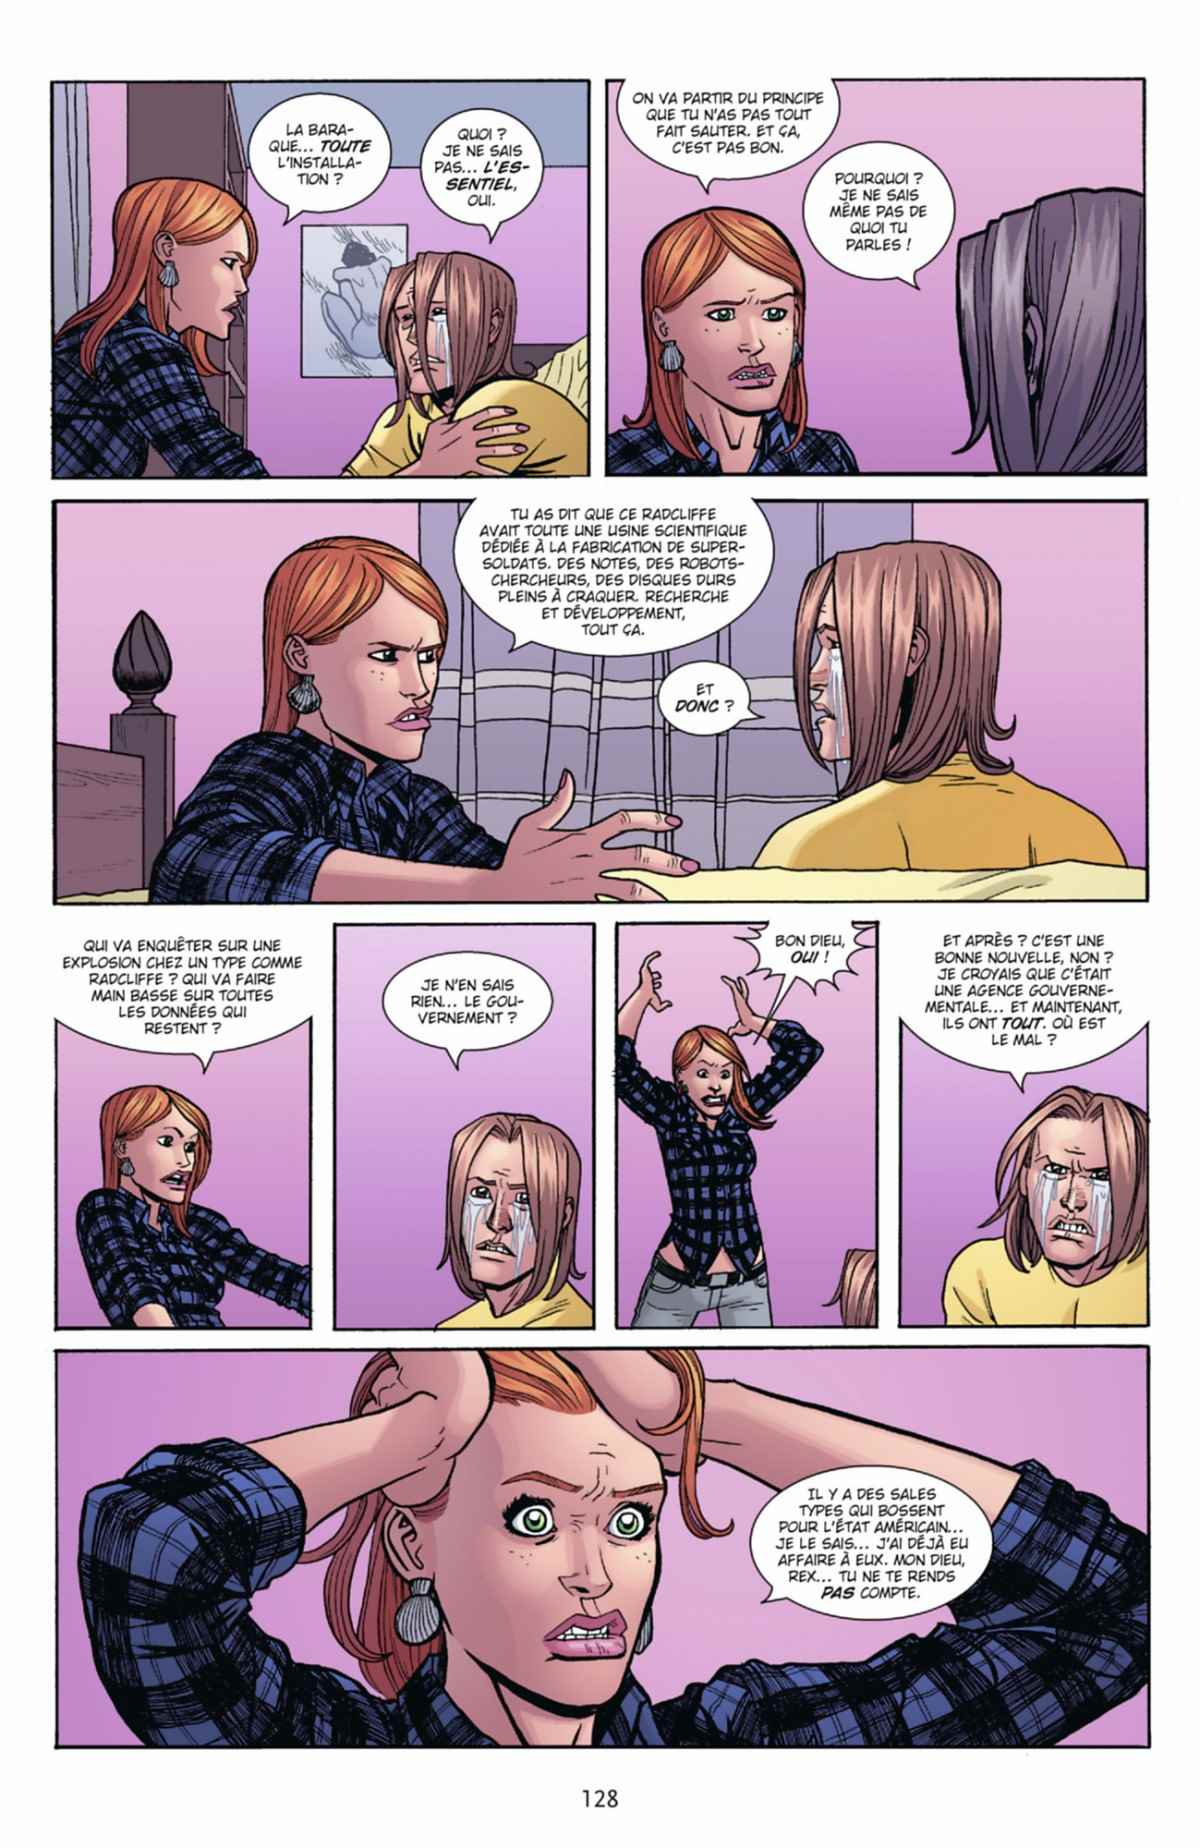 LA BARA-
QUE... TOUTE
L'INSTALLA-
TION ?
QUOI ?
JE NE SAIS
PAS... L'ES-
SENTIEL,
OUI.
ON VA PARTIR DU PRINCIPE
QUE TU N'AS PAS TOUT
FAIT SAUTER. ET ÇA,
C'EST PAS BON.
POURQUOI ?
JE NE SAIS
MÊME PAS DE
QUOI TU
PARLES !
TU AS DIT QUE CE RADCLIFFE
AVAIT TOUTE UNE USINE SCIENTIFIQUE
DÉDIÉE À LA FABRICATION DE SUPER-
SOLDATS. DES NOTES, DES ROBOTS-
CHERCHEURS, DES DISQUES DURS
PLEINS À CRAQUER. RECHERCHE
ET DÉVELOPPEMENT,
TOUT ÇA.
ET
DONC ?
QUI VA ENQUÊTER SUR UNE
EXPLOSION CHEZ UN TYPE COMME
RADCLIFFE ? QUI VA FAIRE
MAIN BASSE SUR TOUTES
LES DONNÉES QUI
RESTENT ?
JE N'EN SAIS
RIEN... LE GOU-
VERNEMENT ?
BON DIEU,
OUI !
ET APRÈS ? C'EST UNE
BONNE NOUVELLE, NON ?
JE CROYAIS QUE C'ÉTAIT
UNE AGENCE GOUVERNE-
MENTALE... ET MAINTENANT,
ILS ONT TOUT. OÙ EST
LE MAL ?
IL Y A DES SALES
TYPES QUI BOSSENT
POUR L'ÉTAT AMÉRICAIN...
JE LE SAIS... J'AI DÉJÀ EU
AFFAIRE À EUX. MON DIEU,
REX... TU NE TE RENDS
PAS COMPTE.
128